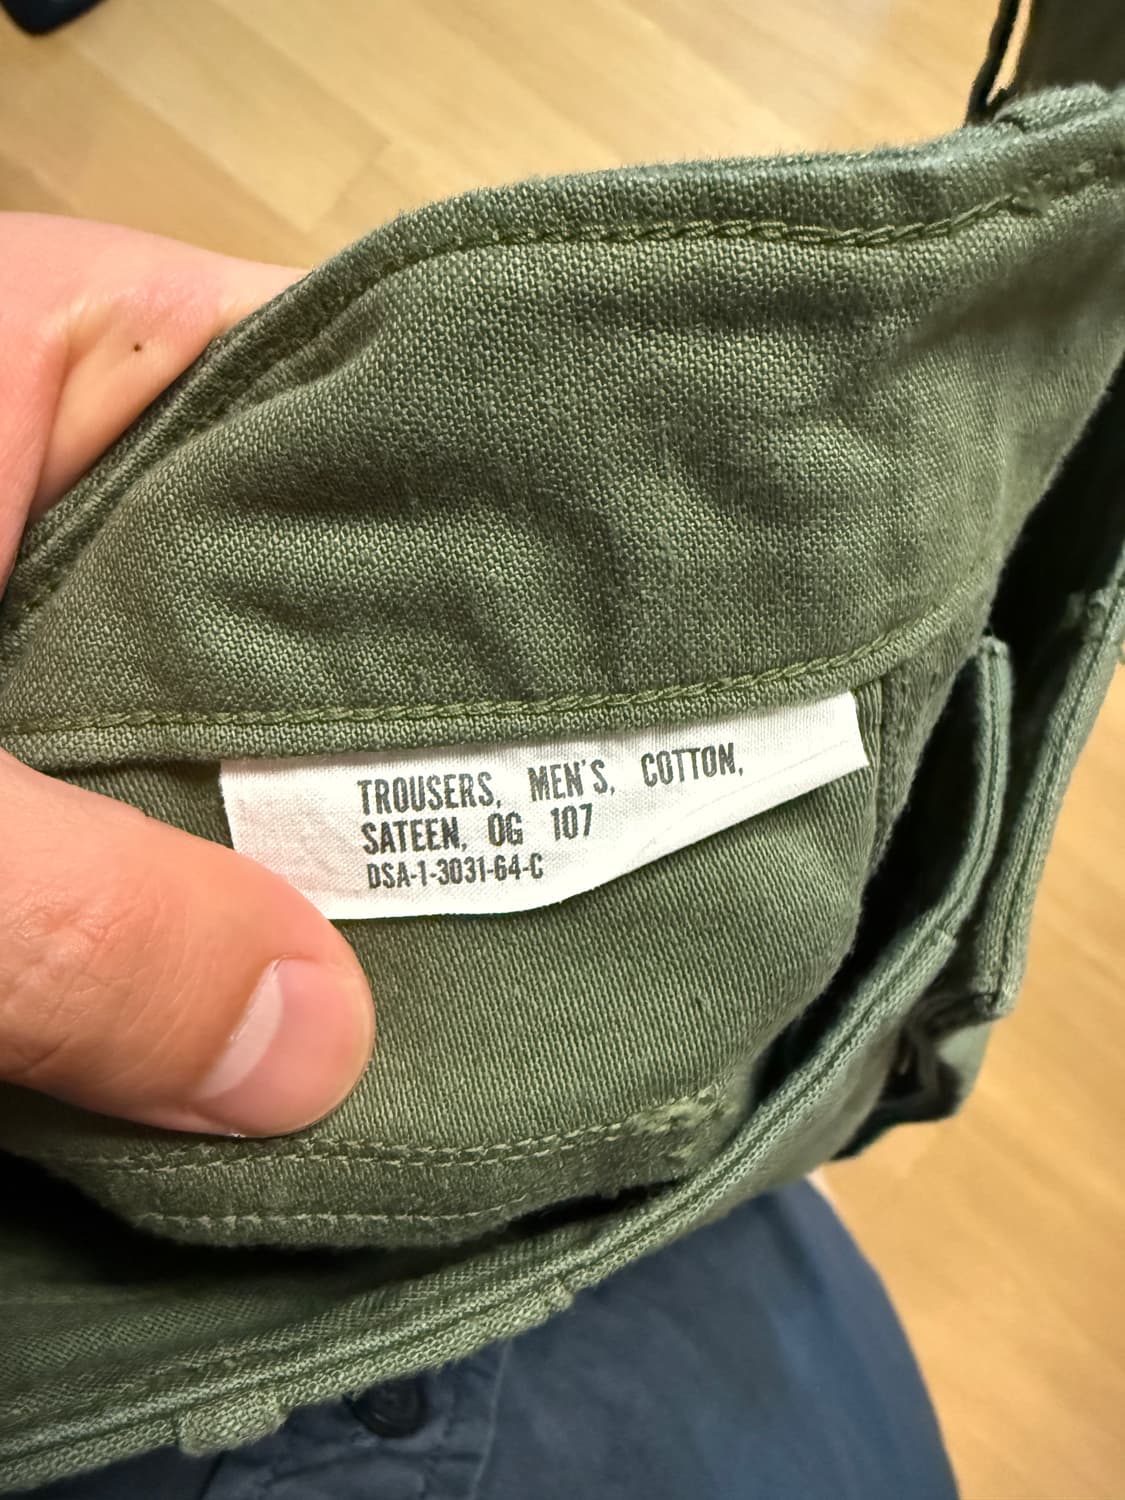 TROUSERS, MEN'S, COTTON,
SATEEN, OG 107
DSA-1-3031-64-C